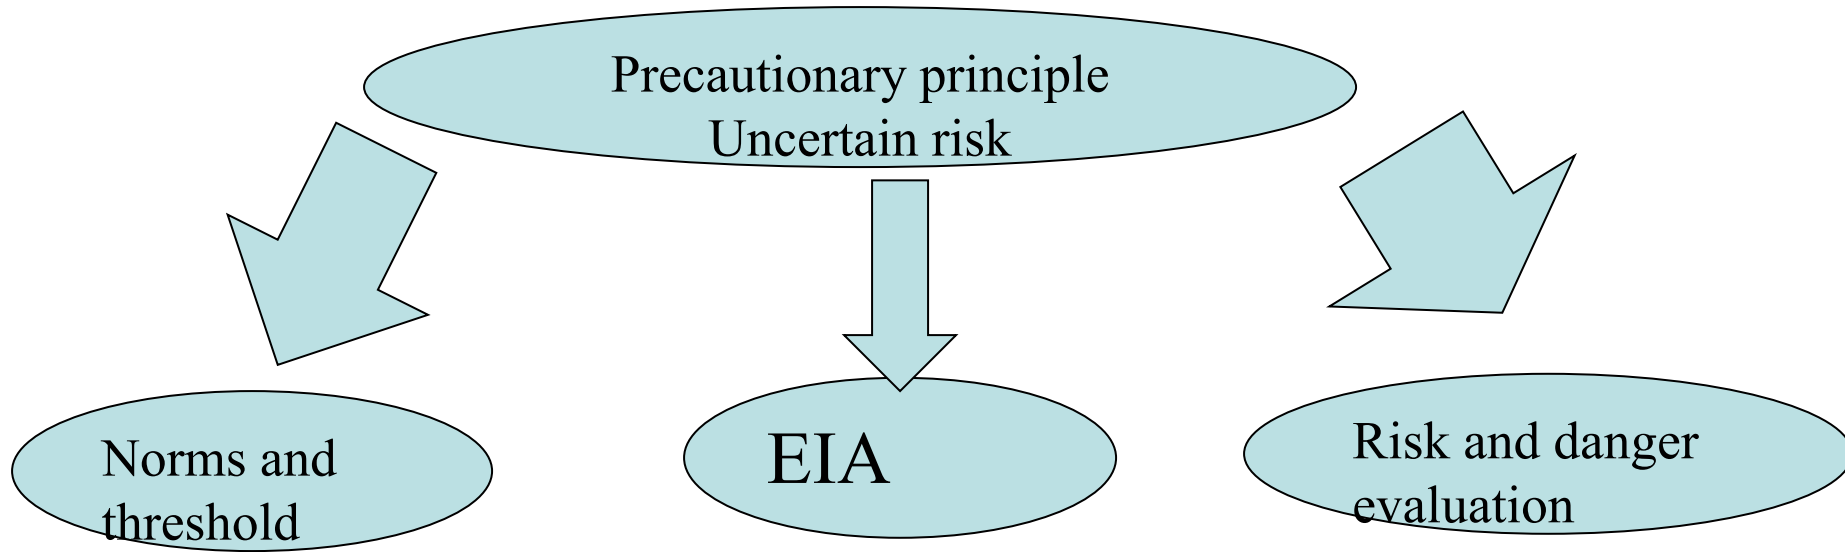 Precautionary principle
Uncertain risk
Norms and
threshold
EIA
Risk and danger
evaluation